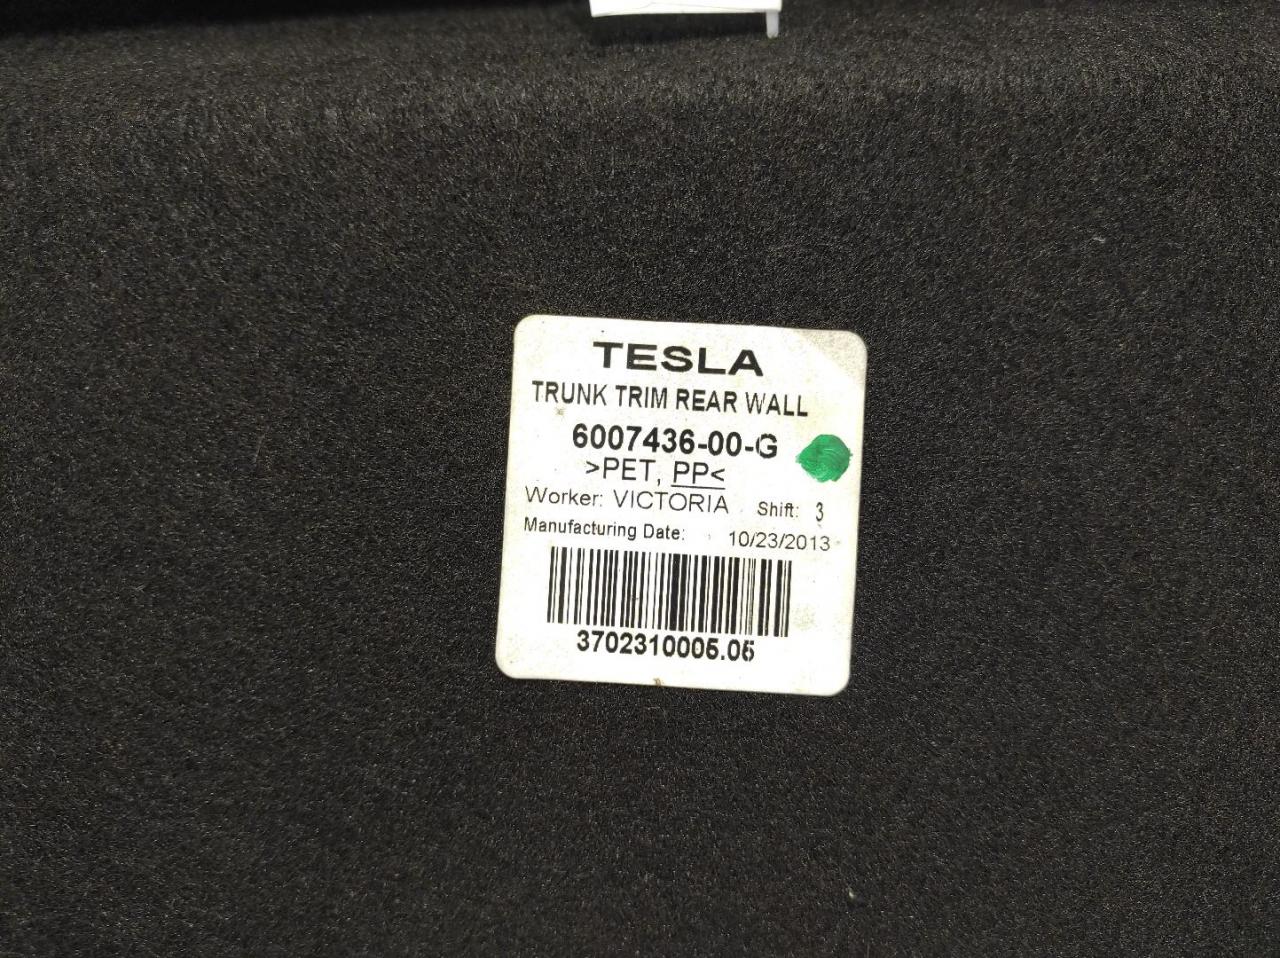 TESLA
TRUNK TRIM REAR WALL
6007436-00-G
>PET, PP<
Worker: VICTORIA Shift: 3
Manufacturing Date: 10/23/2013
3702310005.05